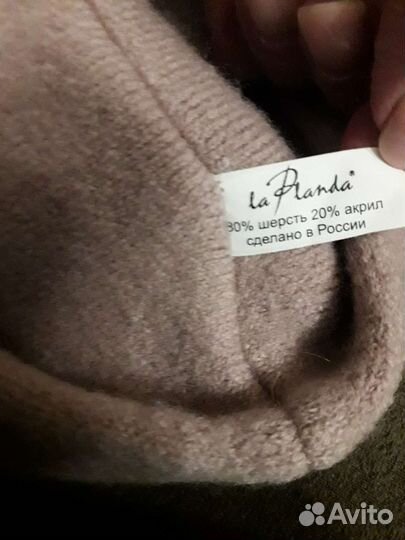 la Planda®
80% шерсть 20% акрил
сделано в России
Avito